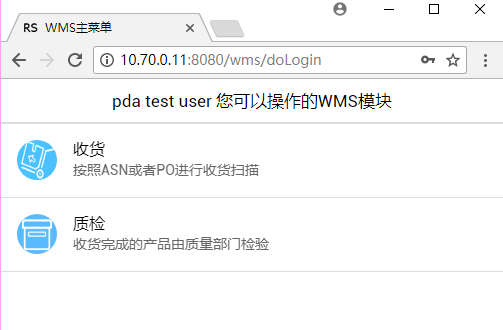 RS WMS主菜单
10.70.0.11:8080/wms/doLogin
pda test user 您可以操作的WMS模块
收货
按照ASN或者PO进行收货扫描
质检
收货完成的产品由质量部门检验